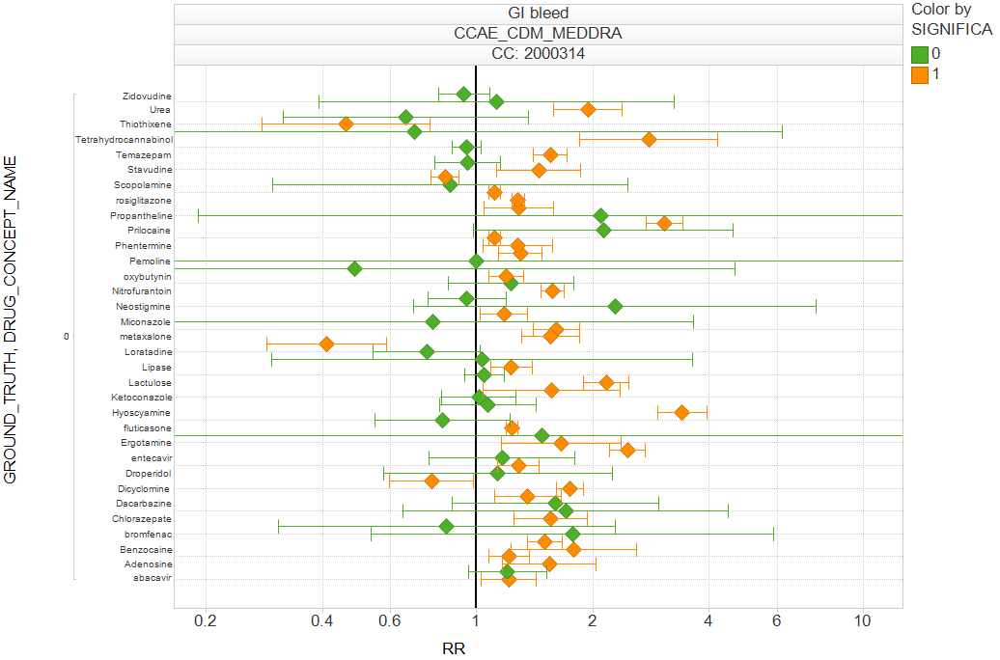 GI bleed
CCAE_CDM_MEDDRA
CC: 2000314
Color by
SIGNIFICA
0
1
GROUND_TRUTH, DRUG_CONCEPT_NAME
0
Zidovudine
Urea
Thiothixene
Tetrahydrocannabinol
Temazepam
Stavudine
Scopolamine
rosiglitazone
Propantheline
Prilocaine
Phentermine
Pemoline
oxybutynin
Nitrofurantoin
Neostigmine
Miconazole
metaxalone
Loratadine
Lipase
Lactulose
Ketoconazole
Hyoscyamine
fluticasone
Ergotamine
entecavir
Droperidol
Dicyclomine
Dacarbazine
Chlorazepate
bromfenac
Benzocaine
Adenosine
abacavir
0.2 0.4 0.6 1 2 4 6 10
RR